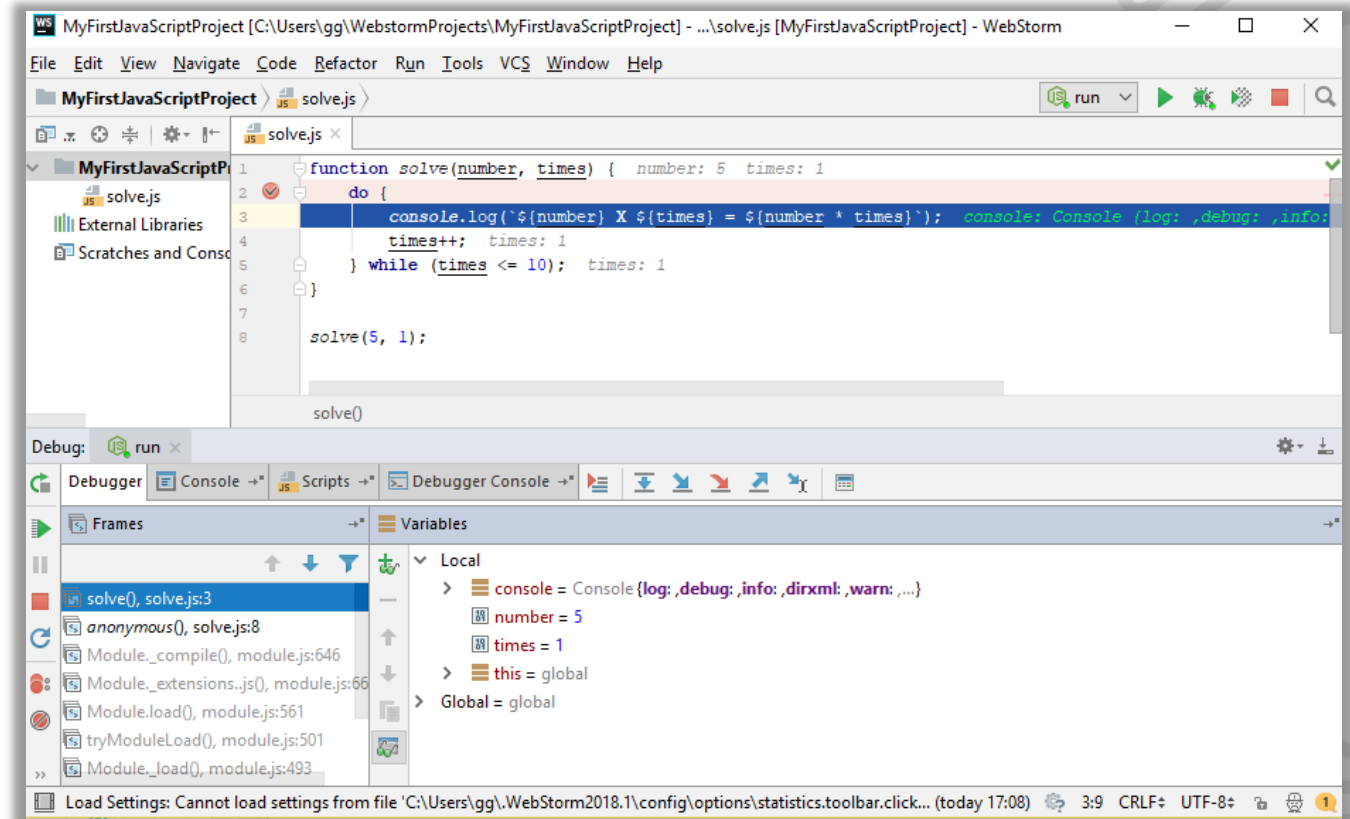 WS MyFirstJavaScriptProject [C:\Users\gg\WebstormProjects\MyFirstJavaScriptProject] - ...\solve.js [MyFirstJavaScriptProject] - WebStorm
File Edit View Navigate Code Refactor Run Tools VCS Window Help
MyFirstJavaScriptProject solve.js run
solve.js
MyFirstJavaScriptPr
solve.js
External Libraries
Scratches and Conso
1 function solve(number, times) { number: 5 times: 1
2 do {
3 console.log(`${number} X ${times} = ${number * times}`); console: Console {log: ,debug: ,info:
4 times++; times: 1
5 } while (times <= 10); times: 1
6 }
7
8 solve(5, 1);
solve()
Debug: run
Debugger Console Scripts Debugger Console
Frames
Variables
solve(), solve.js:3
anonymous(), solve.js:8
Module._compile(), module.js:646
Module._extensions..js(), module.js:66
Module.load(), module.js:561
tryModuleLoad(), module.js:501
Module._load(), module.js:493
Local
console = Console {log: ,debug: ,info: ,dirxml: ,warn: ,...}
number = 5
times = 1
this = global
Global = global
Load Settings: Cannot load settings from file 'C:\Users\gg\.WebStorm2018.1\config\options\statistics.toolbar.click... (today 17:08) 3:9 CRLF UTF-8 1